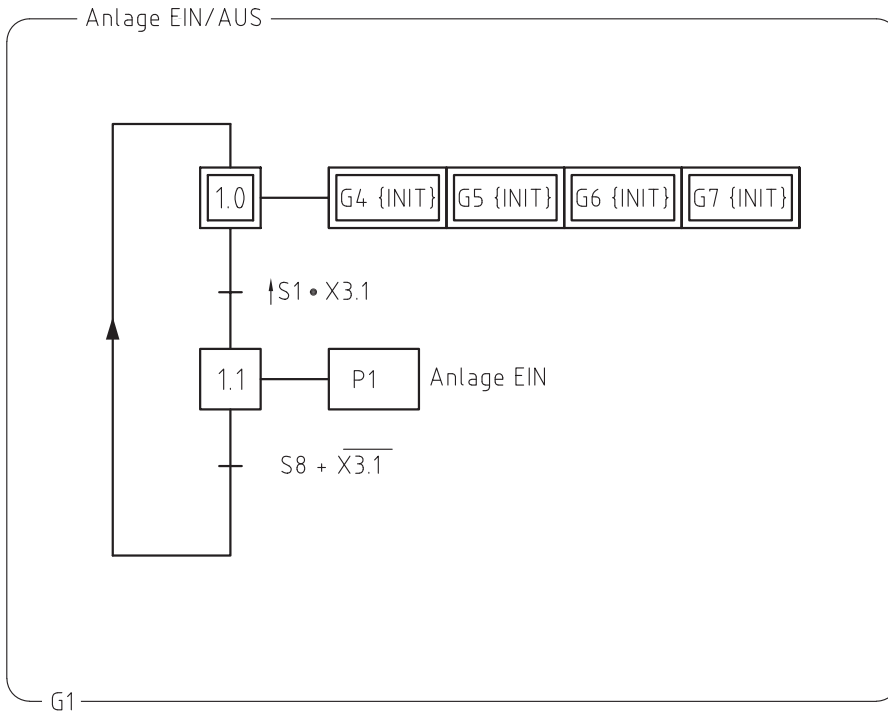 Anlage EIN/AUS
1.0 G4 {INIT} G5 {INIT} G6 {INIT} G7 {INIT}
↑S1 • X3.1
1.1 P1 Anlage EIN
S8 + X̅3̅.̅1̅
G1